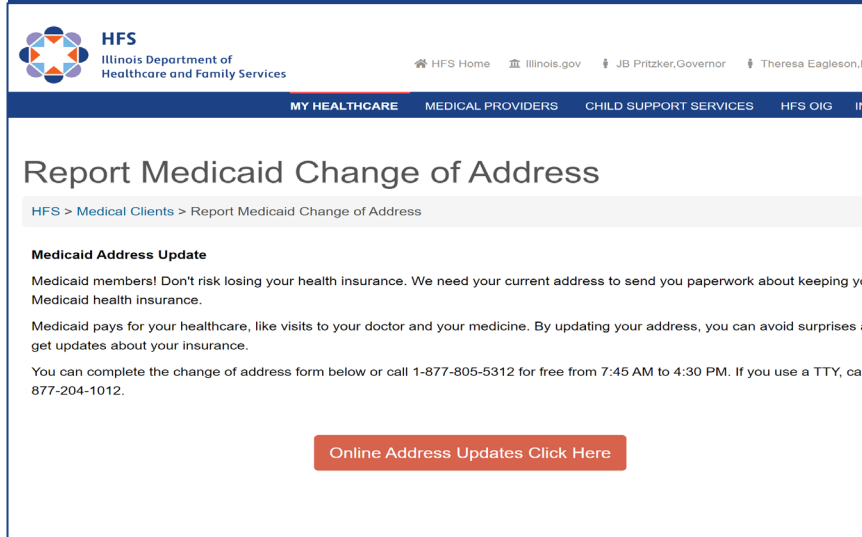 HFS
Illinois Department of
Healthcare and Family Services
HFS Home Illinois.gov JB Pritzker,Governor Theresa Eagleson,
MY HEALTHCARE MEDICAL PROVIDERS CHILD SUPPORT SERVICES HFS OIG
Report Medicaid Change of Address
HFS > Medical Clients > Report Medicaid Change of Address
Medicaid Address Update
Medicaid members! Don't risk losing your health insurance. We need your current address to send you paperwork about keeping
Medicaid health insurance.
Medicaid pays for your healthcare, like visits to your doctor and your medicine. By updating your address, you can avoid surprises
get updates about your insurance.
You can complete the change of address form below or call 1-877-805-5312 for free from 7:45 AM to 4:30 PM. If you use a TTY,
877-204-1012.
Online Address Updates Click Here